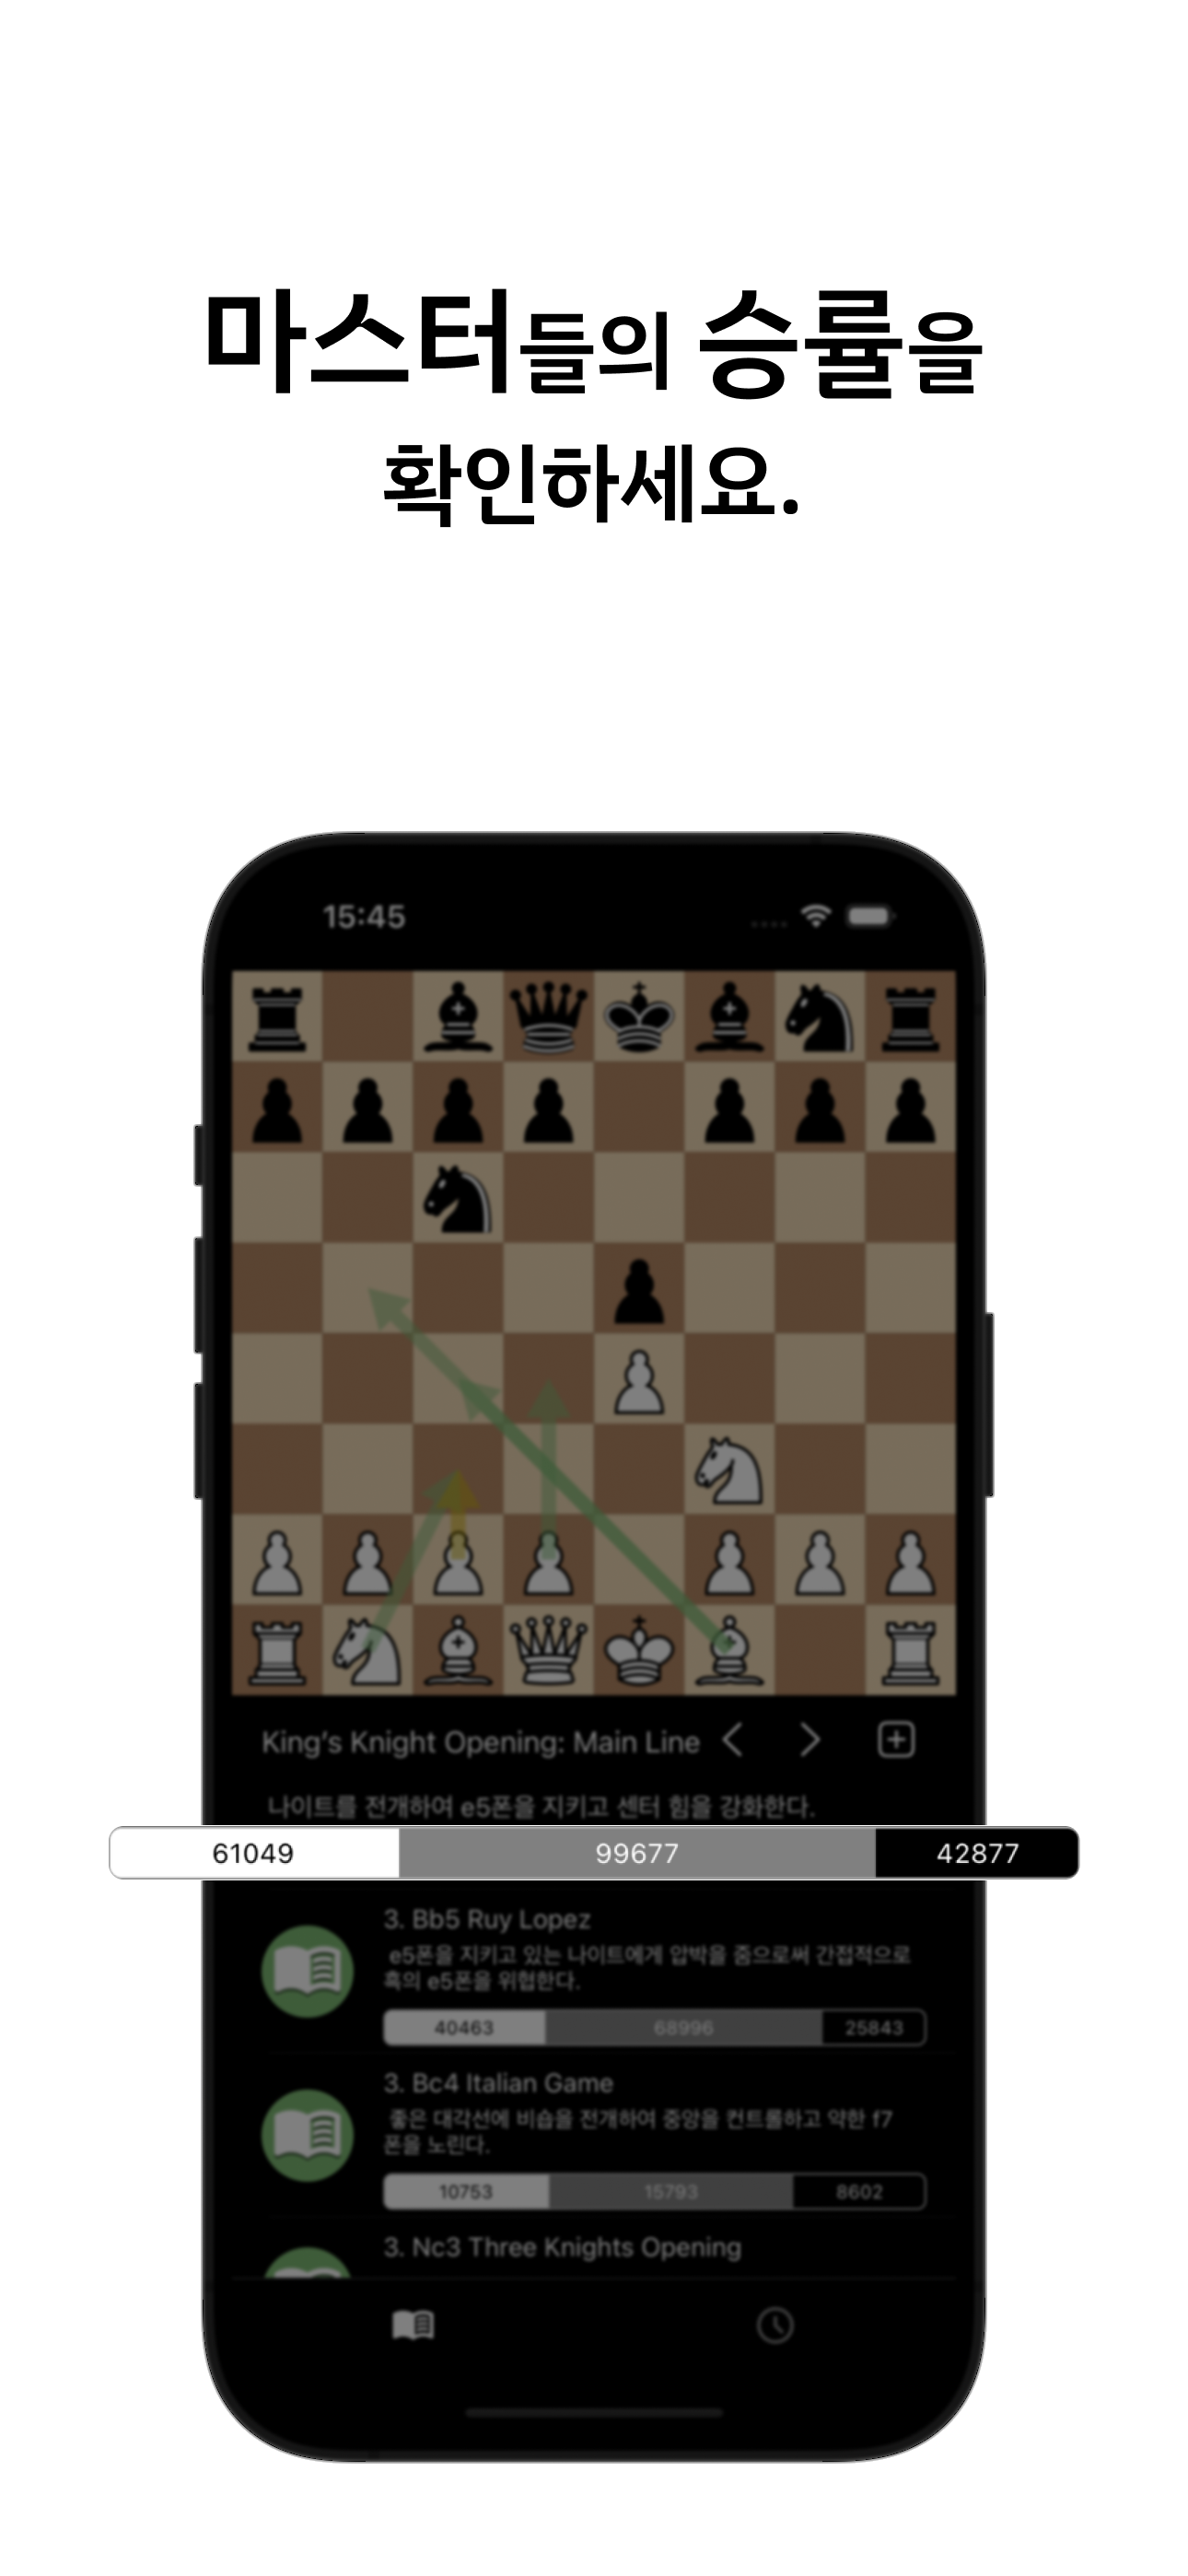 마스터들의 승률을
확인하세요.
15:45
King's Knight Opening: Main Line
나이트를 전개하여 e5폰을 지키고 센터 힘을 강화한다.
61049 99677 42877
3. Bb5 Ruy Lopez
e5폰을 지키고 있는 나이트에게 압박을 줌으로써 간접적으로
흑의 e5폰을 위협한다.
40463 68996 25843
3. Bc4 Italian Game
좋은 대각선에 비숍을 전개하여 중앙을 컨트롤하고 약한 f7
폰을 노린다.
10753 15793 8602
3. Nc3 Three Knights Opening